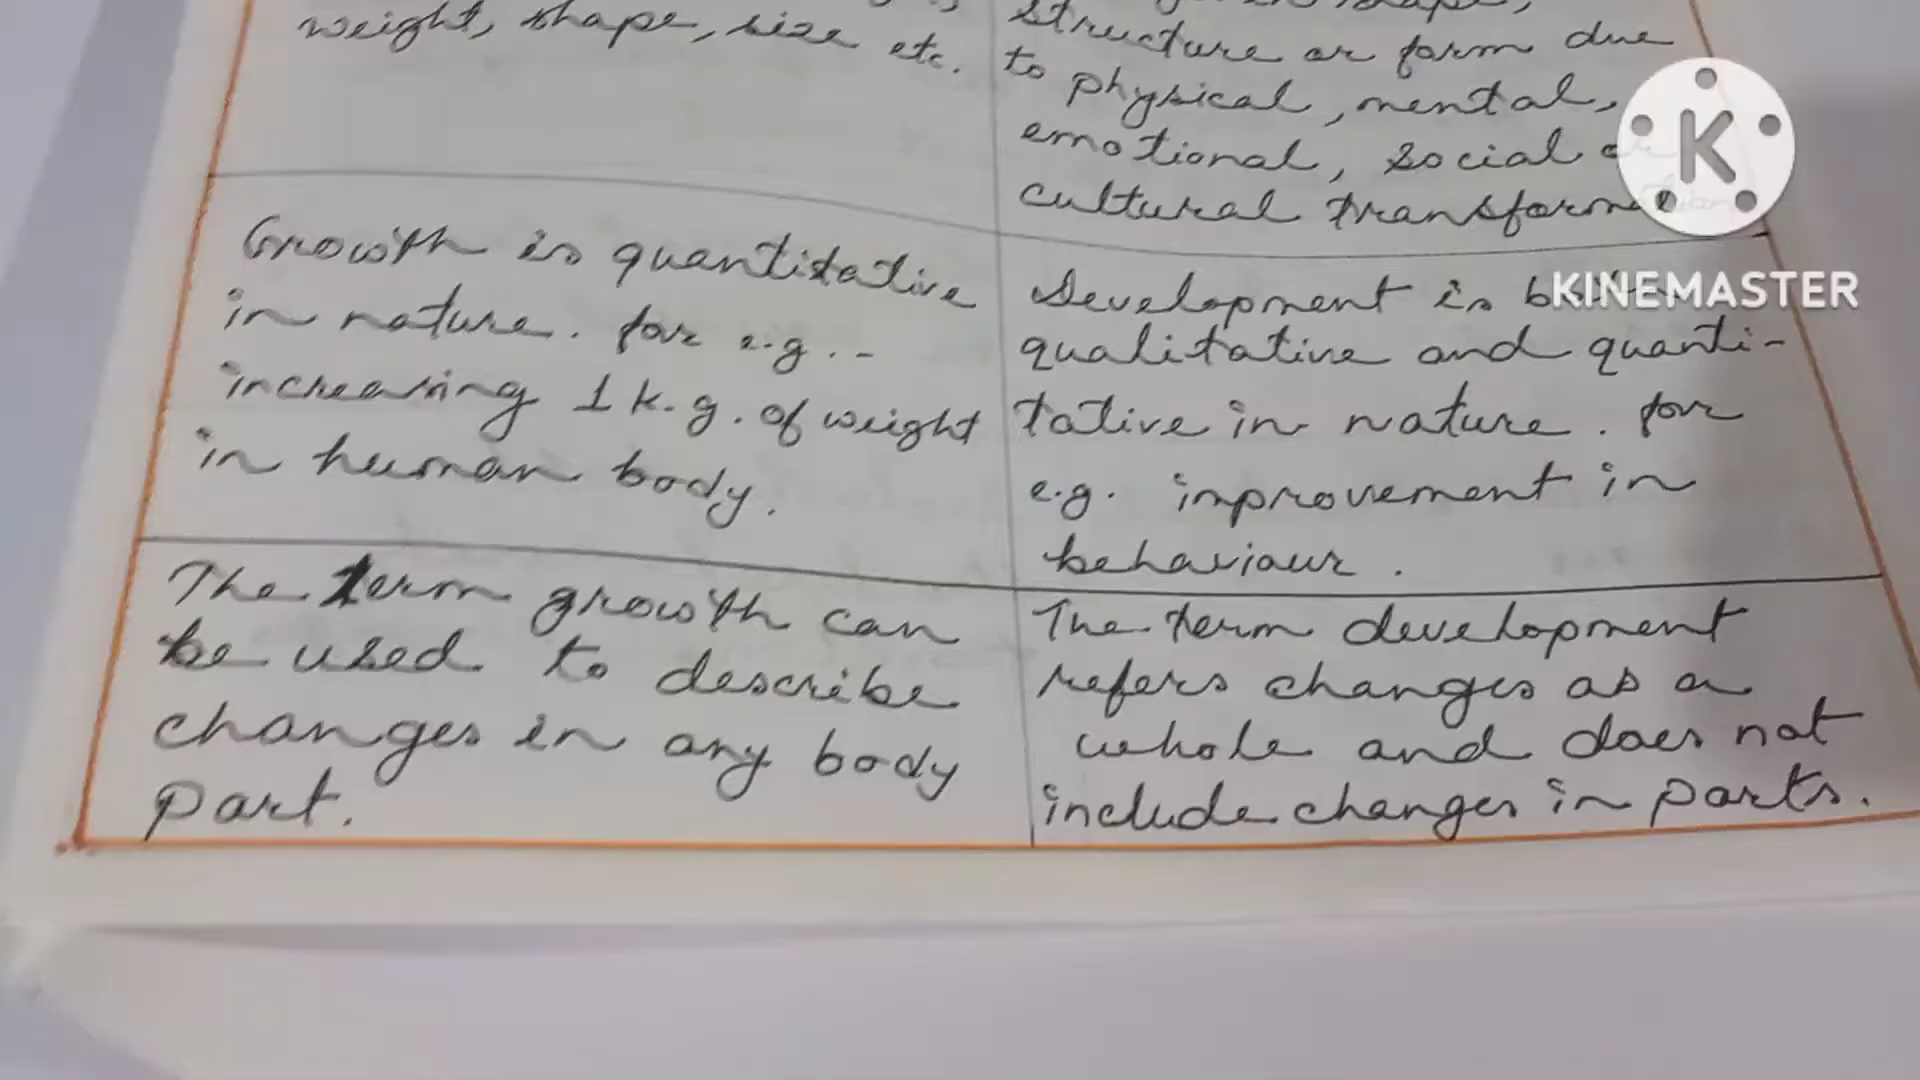 weight, shape, size etc.
structure or form due
to physical, mental,
emotional, social
cultural
Growth is quantitative
in nature. for e.g. -
increasing 1 k.g. of weight
in human body.
Development is
qualitative and quanti-
tative in nature. for
e.g. improvement in
behaviour.
The term growth can
be used to describe
changes in any body
part.
The term development
refers changes as a
whole and does not
include changes in parts.
K
KINEMASTER